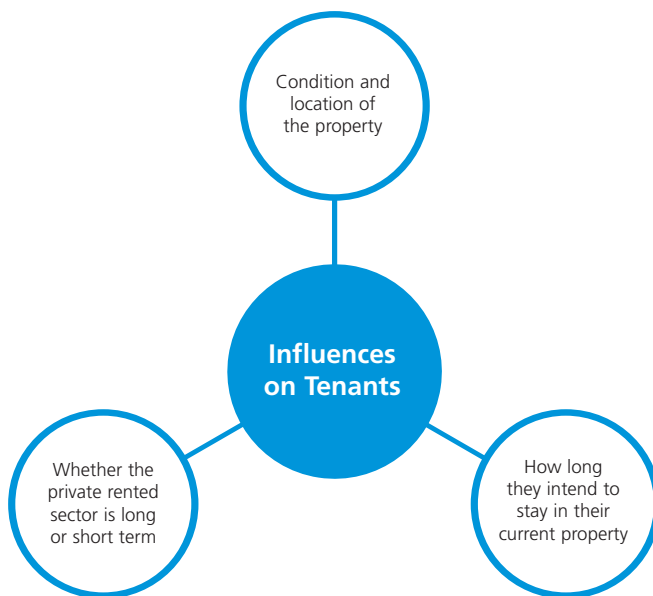 Condition and
location of
the property
Influences
on Tenants
Whether the
private rented
sector is long
or short term
How long
they intend to
stay in their
current property